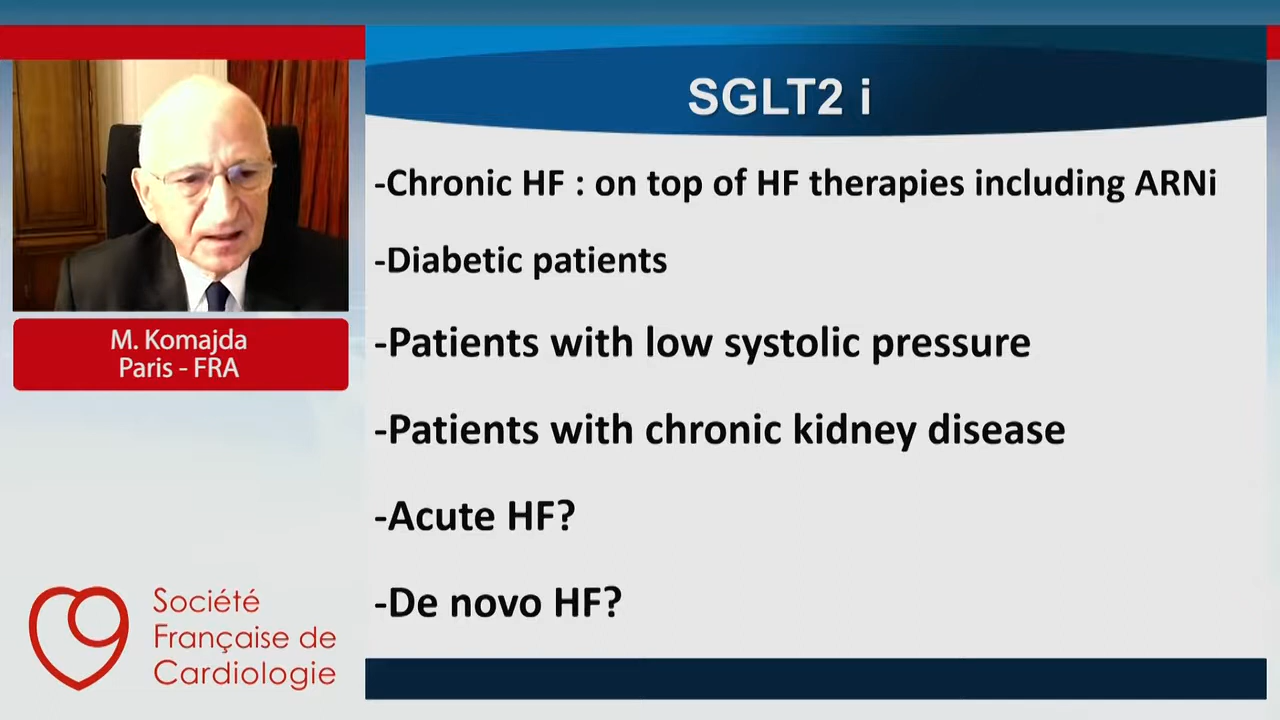 SGLT2 i
-Chronic HF : on top of HF therapies including ARNi
-Diabetic patients
-Patients with low systolic pressure
-Patients with chronic kidney disease
-Acute HF?
-De novo HF?
M. Komajda
Paris - FRA
Société
Française de
Cardiologie